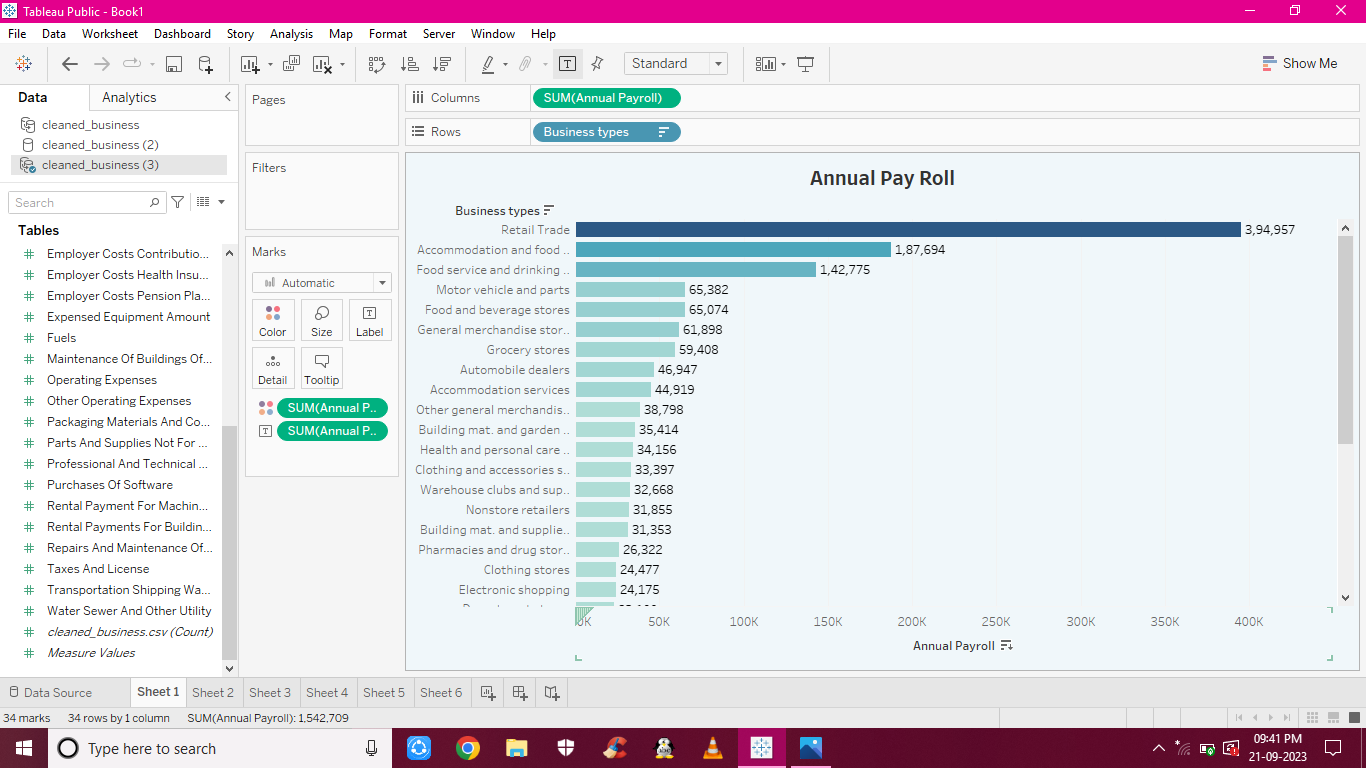 Tableau Public - Book1
File Data Worksheet Dashboard Story Analysis Map Format Server Window Help
Standard
Show Me
Data Analytics
cleaned_business
cleaned_business (2)
cleaned_business (3)
Search
Tables
Employer Costs Contributio...
Employer Costs Health Insu...
Employer Costs Pension Pla...
Expensed Equipment Amount
Fuels
Maintenance Of Buildings Of...
Operating Expenses
Other Operating Expenses
Packaging Materials And Co...
Parts And Supplies Not For ...
Professional And Technical ...
Purchases Of Software
Rental Payment For Machin...
Rental Payments For Buildin...
Repairs And Maintenance Of...
Taxes And License
Transportation Shipping Wa...
Water Sewer And Other Utility
cleaned_business.csv (Count)
Measure Values
Pages
Filters
Marks
Automatic
Color Size Label
Detail Tooltip
SUM(Annual P..
SUM(Annual P..
Columns SUM(Annual Payroll)
Rows Business types
Annual Pay Roll
Business types
Retail Trade 3,94,957
Accommodation and food .. 1,87,694
Food service and drinking .. 1,42,775
Motor vehicle and parts 65,382
Food and beverage stores 65,074
General merchandise stor.. 61,898
Grocery stores 59,408
Automobile dealers 46,947
Accommodation services 44,919
Other general merchandis.. 38,798
Building mat. and garden .. 35,414
Health and personal care .. 34,156
Clothing and accessories s.. 33,397
Warehouse clubs and sup.. 32,668
Nonstore retailers 31,855
Building mat. and supplie.. 31,353
Pharmacies and drug stor.. 26,322
Clothing stores 24,477
Electronic shopping 24,175
0K 50K 100K 150K 200K 250K 300K 350K 400K
Annual Payroll
Data Source Sheet 1 Sheet 2 Sheet 3 Sheet 4 Sheet 5 Sheet 6
34 marks 34 rows by 1 column SUM(Annual Payroll): 1,542,709
Type here to search
09:41 PM
21-09-2023